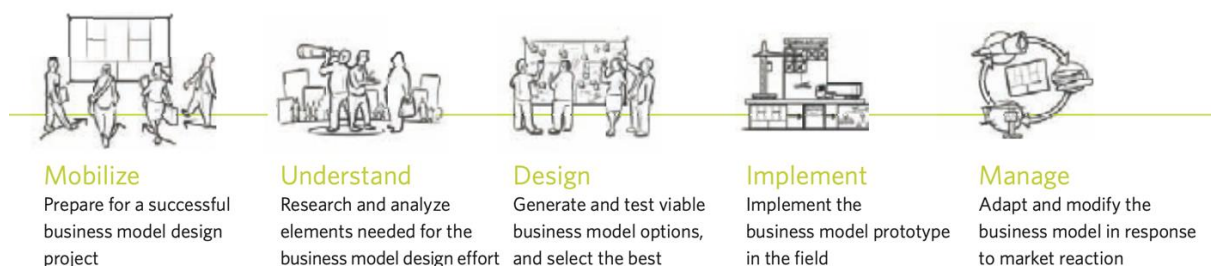 Mobilize
Prepare for a successful
business model design
project
Understand
Research and analyze
elements needed for the
business model design effort
Design
Generate and test viable
business model options,
and select the best
Implement
Implement the
business model prototype
in the field
Manage
Adapt and modify the
business model in response
to market reaction